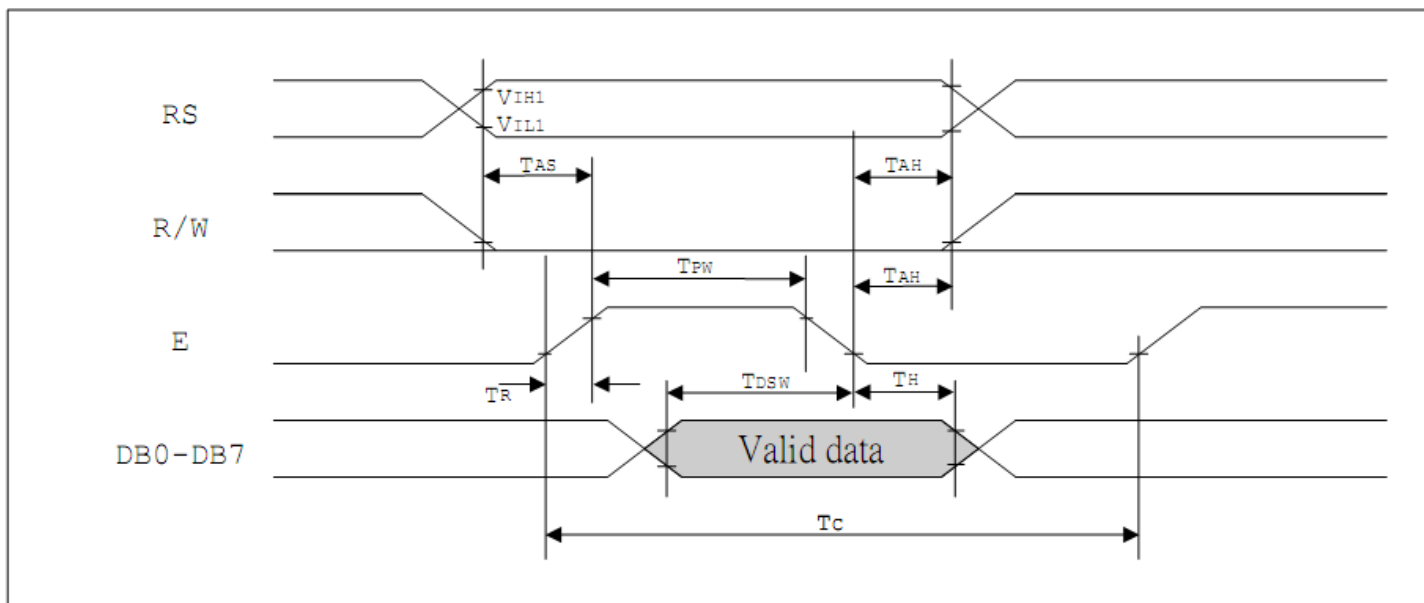 RS
VIH1
VIL1
TAS
TAH
R/W
TPW
TAH
E
TR
TDSW
TH
DB0-DB7
Valid data
TC